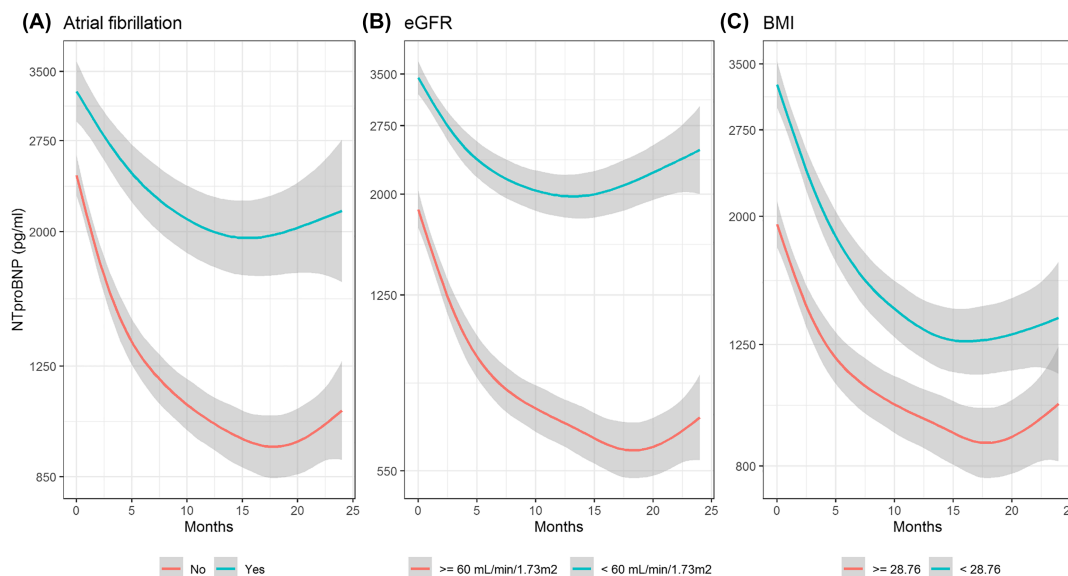 (A) Atrial fibrillation
(B) eGFR
(C) BMI
NTproBNP (pg/ml)
3500
2750
2000
1250
850
0 5 10 15 20 25
Months
3500
2750
2000
1250
550
0 5 10 15 20 25
Months
3500
2750
2000
1250
800
0 5 10 15 20
Months
No Yes
>= 60 mL/min/1.73m2 < 60 mL/min/1.73m2
>= 28.76 < 28.76